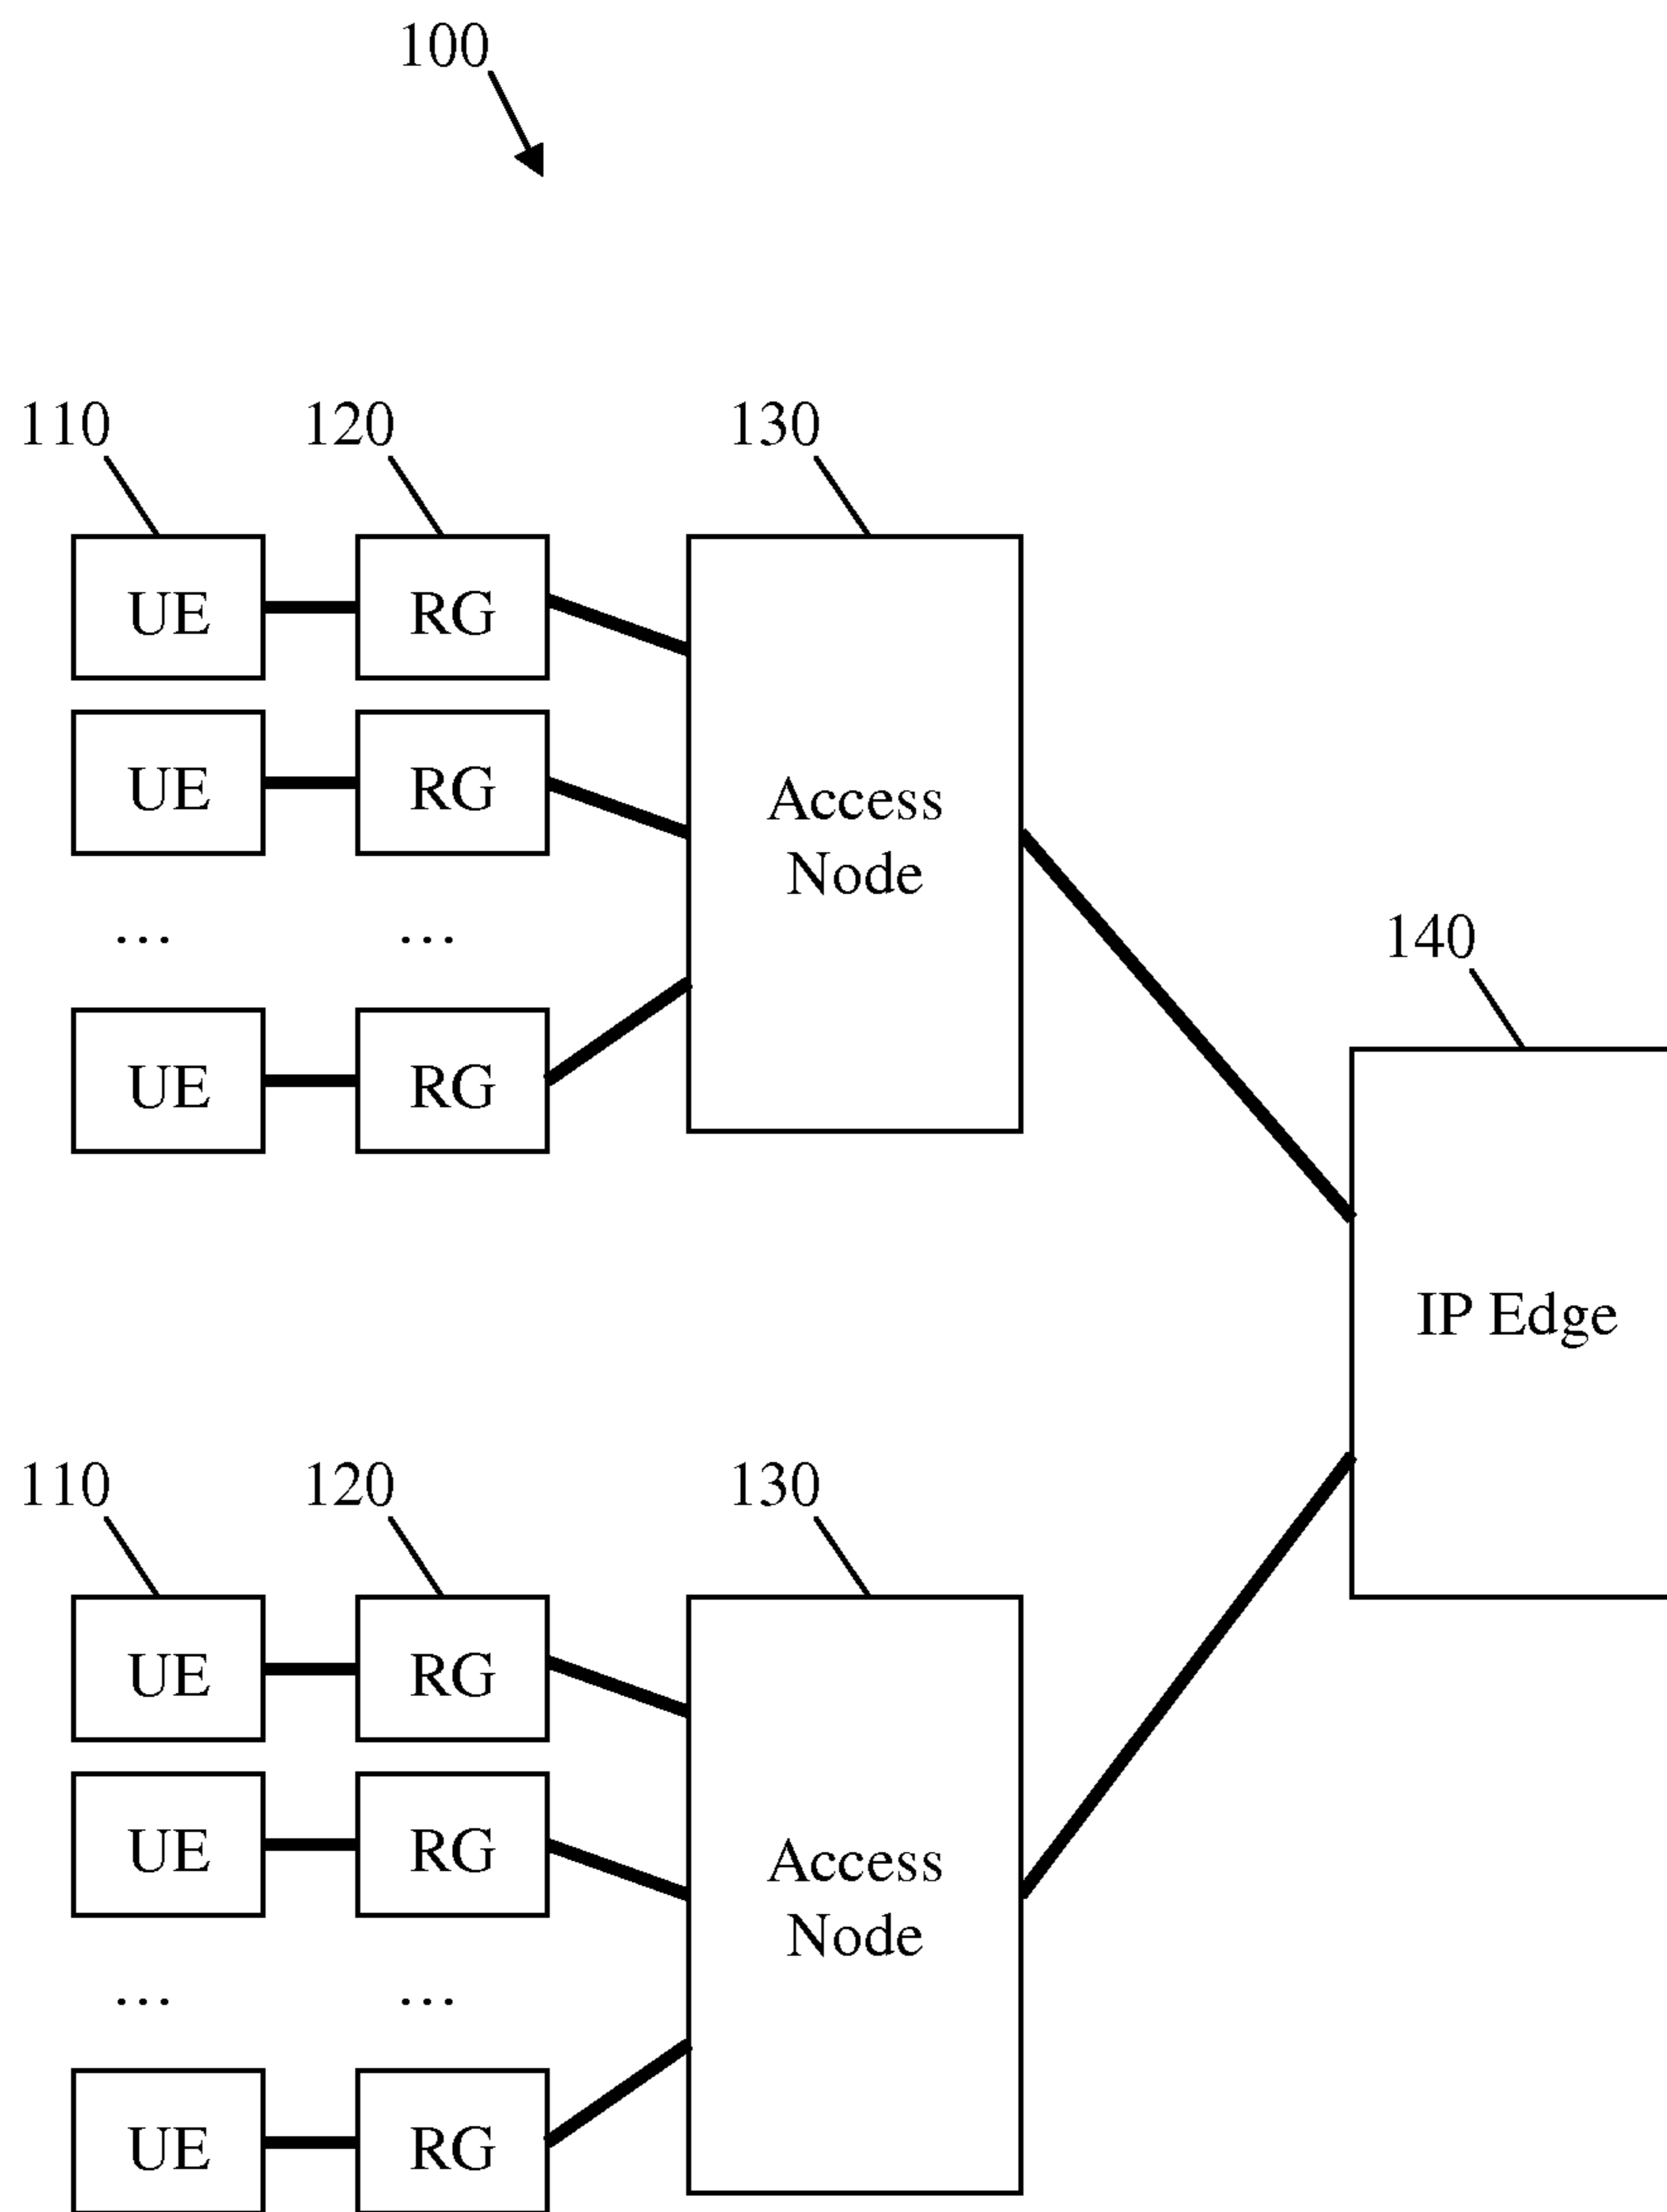 100
110 120 130
UE RG
UE RG
Access
Node
... ...
140
UE RG
IP Edge
110 120 130
UE RG
UE RG
Access
Node
... ...
UE RG